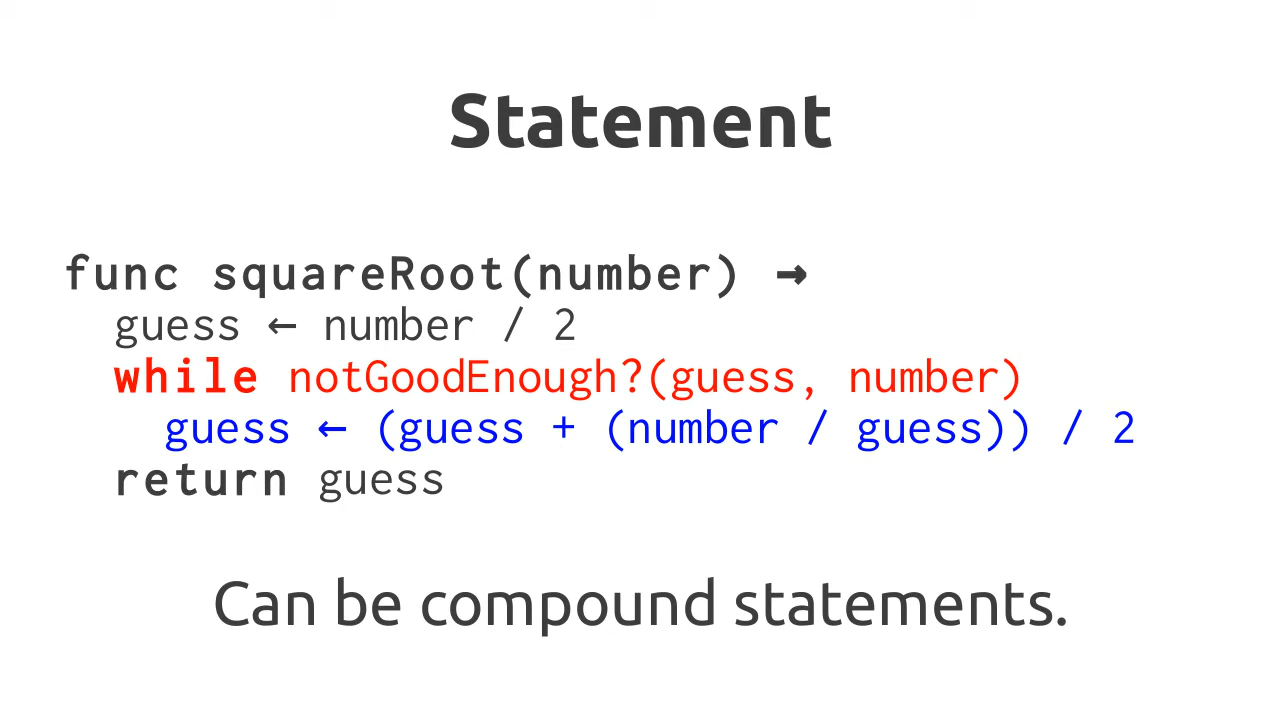 Statement
func squareRoot(number) →
guess ← number / 2
while notGoodEnough?(guess, number)
guess ← (guess + (number / guess)) / 2
return guess
Can be compound statements.